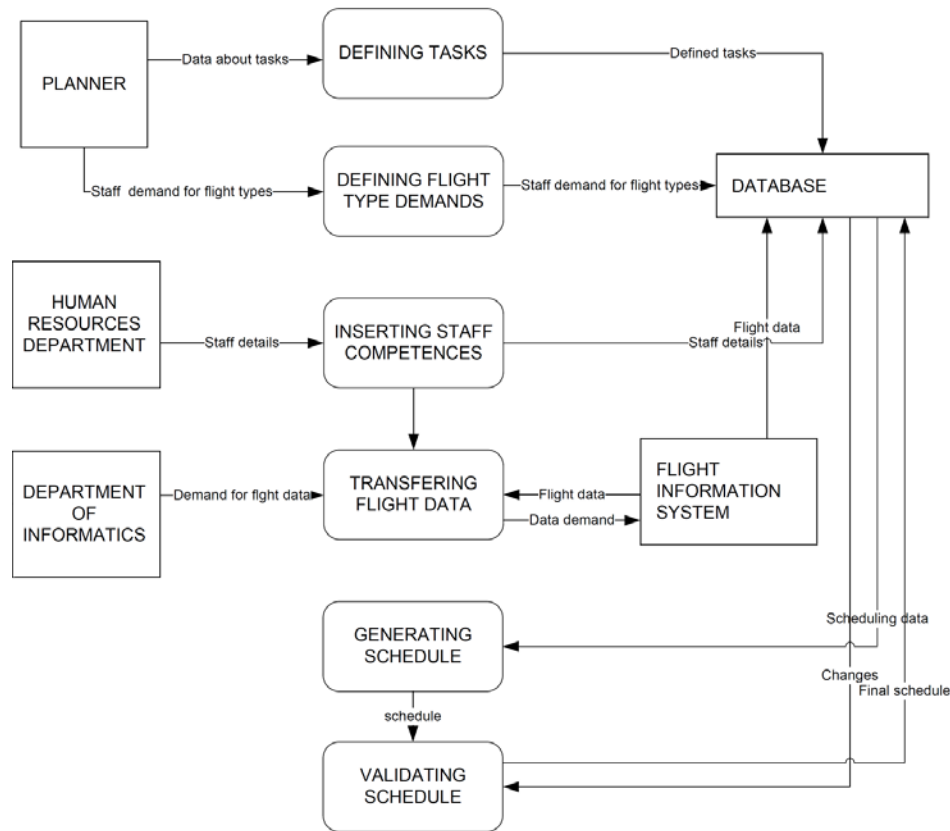 PLANNER
Data about tasks
DEFINING TASKS
Defined tasks
Staff demand for flight types
DEFINING FLIGHT
TYPE DEMANDS
Staff demand for flight types
DATABASE
HUMAN
RESOURCES
DEPARTMENT
Staff details
INSERTING STAFF
COMPETENCES
Flight data
Staff details
DEPARTMENT
OF
INFORMATICS
Demand for flght data
TRANSFERING
FLIGHT DATA
Flight data
Data demand
FLIGHT
INFORMATION
SYSTEM
GENERATING
SCHEDULE
Scheduling data
Changes
Final schedule
schedule
VALIDATING
SCHEDULE